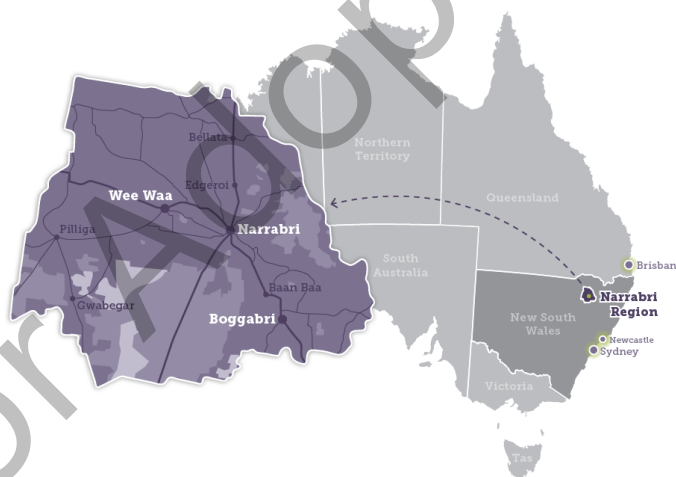 Northern
Territory
Queensland
South
Australia
New South
Wales
Victoria
Tas
Brisban
Narrabri
Region
Newcastle
Sydney
Bellata
Edgeroi
Wee Waa
Narrabri
Pilliga
Baan Baa
Gwabegar
Boggabri